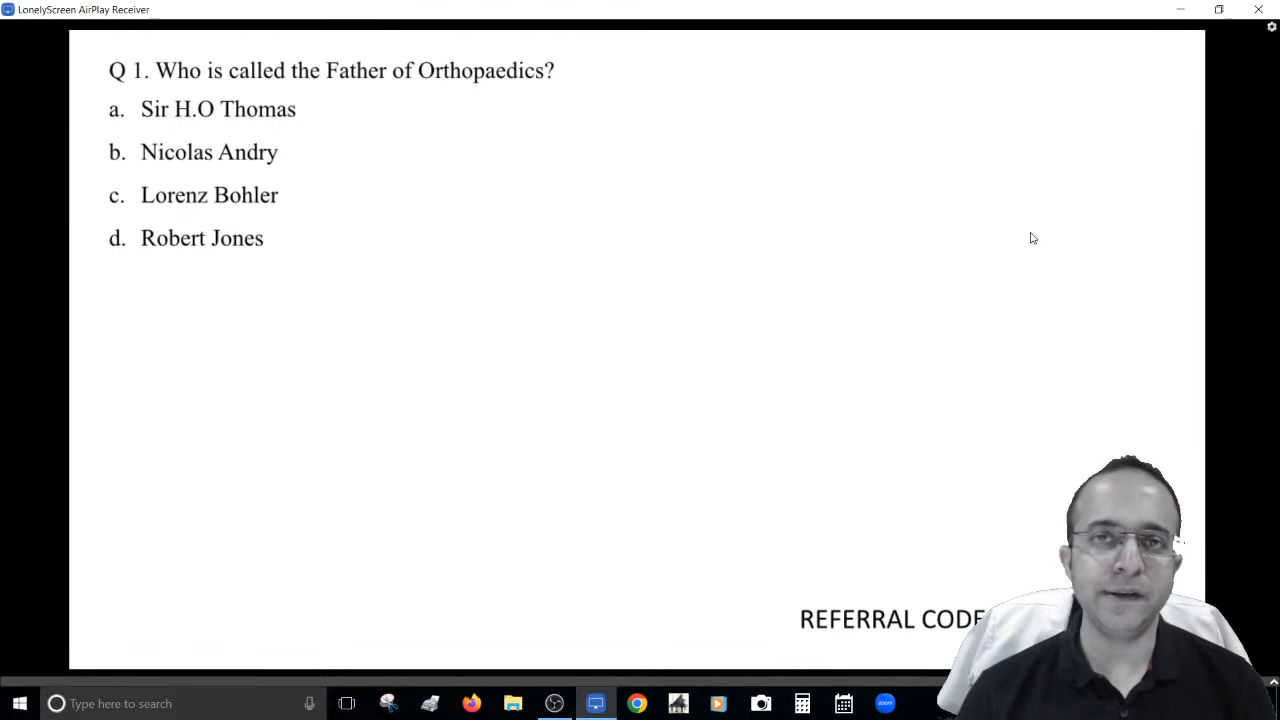 LonelyScreen AirPlay Receiver
Q 1. Who is called the Father of Orthopaedics?
a. Sir H.O Thomas
b. Nicolas Andry
c. Lorenz Bohler
d. Robert Jones
REFERRAL CODE
Type here to search
zoom